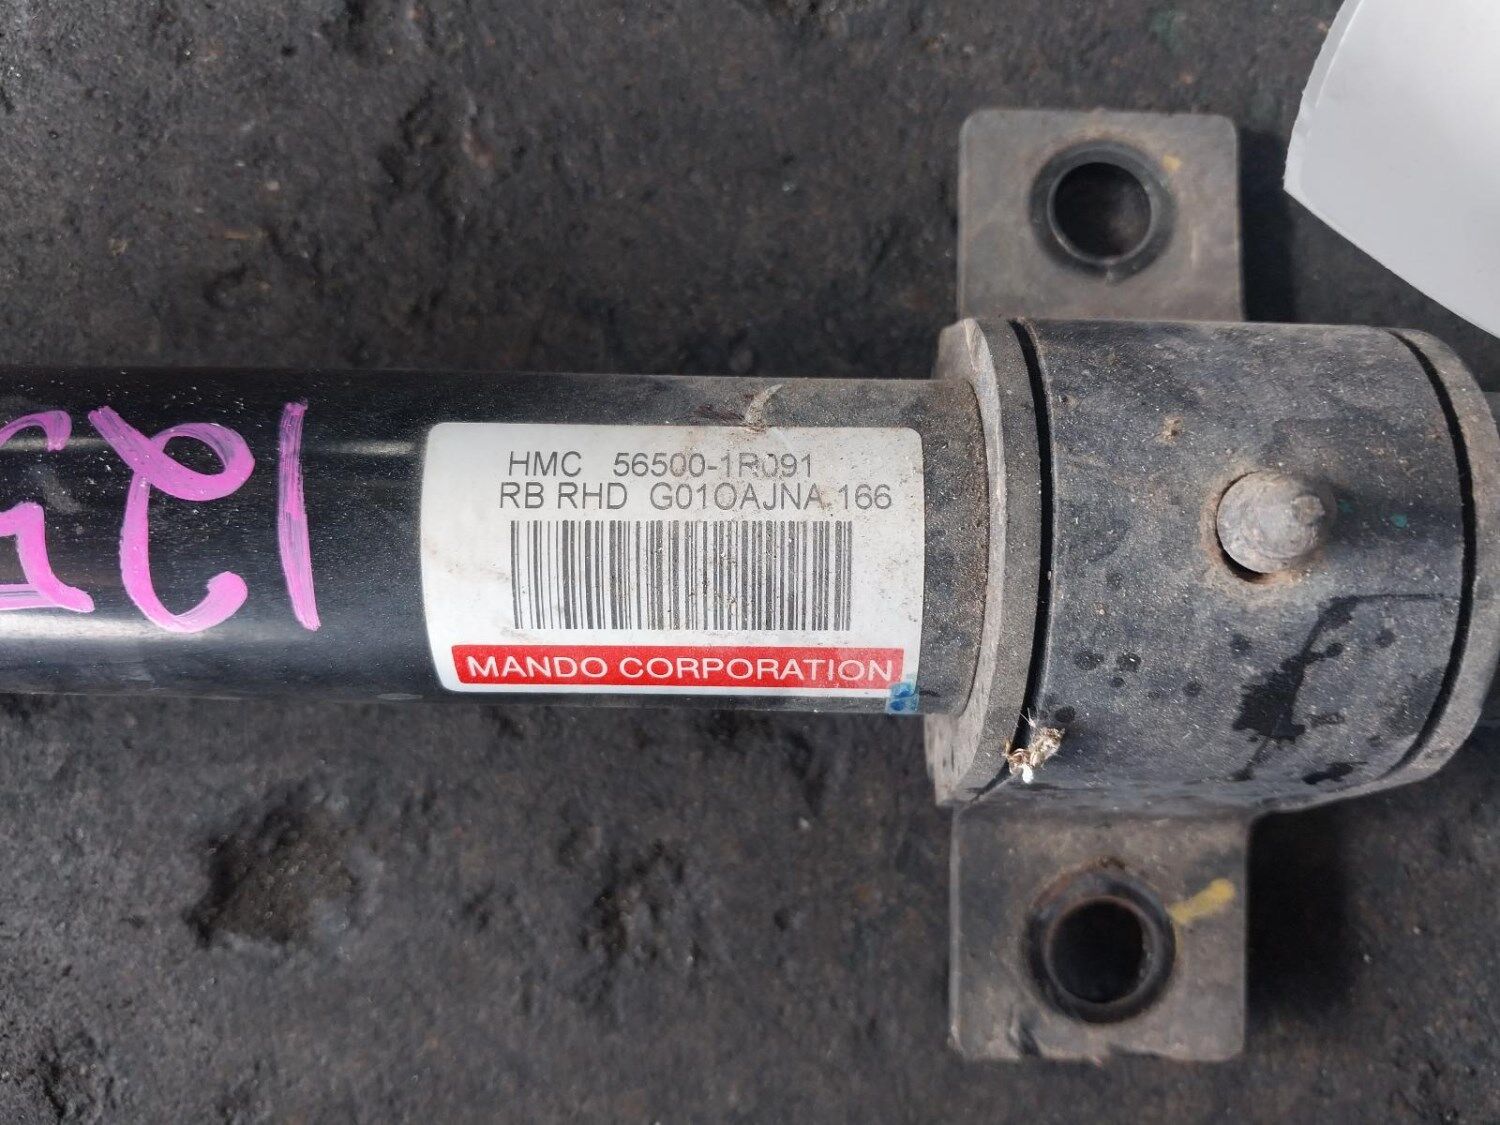 HMC 56500-1R091
RB RHD G01OAJNA 166
MANDO CORPORATION